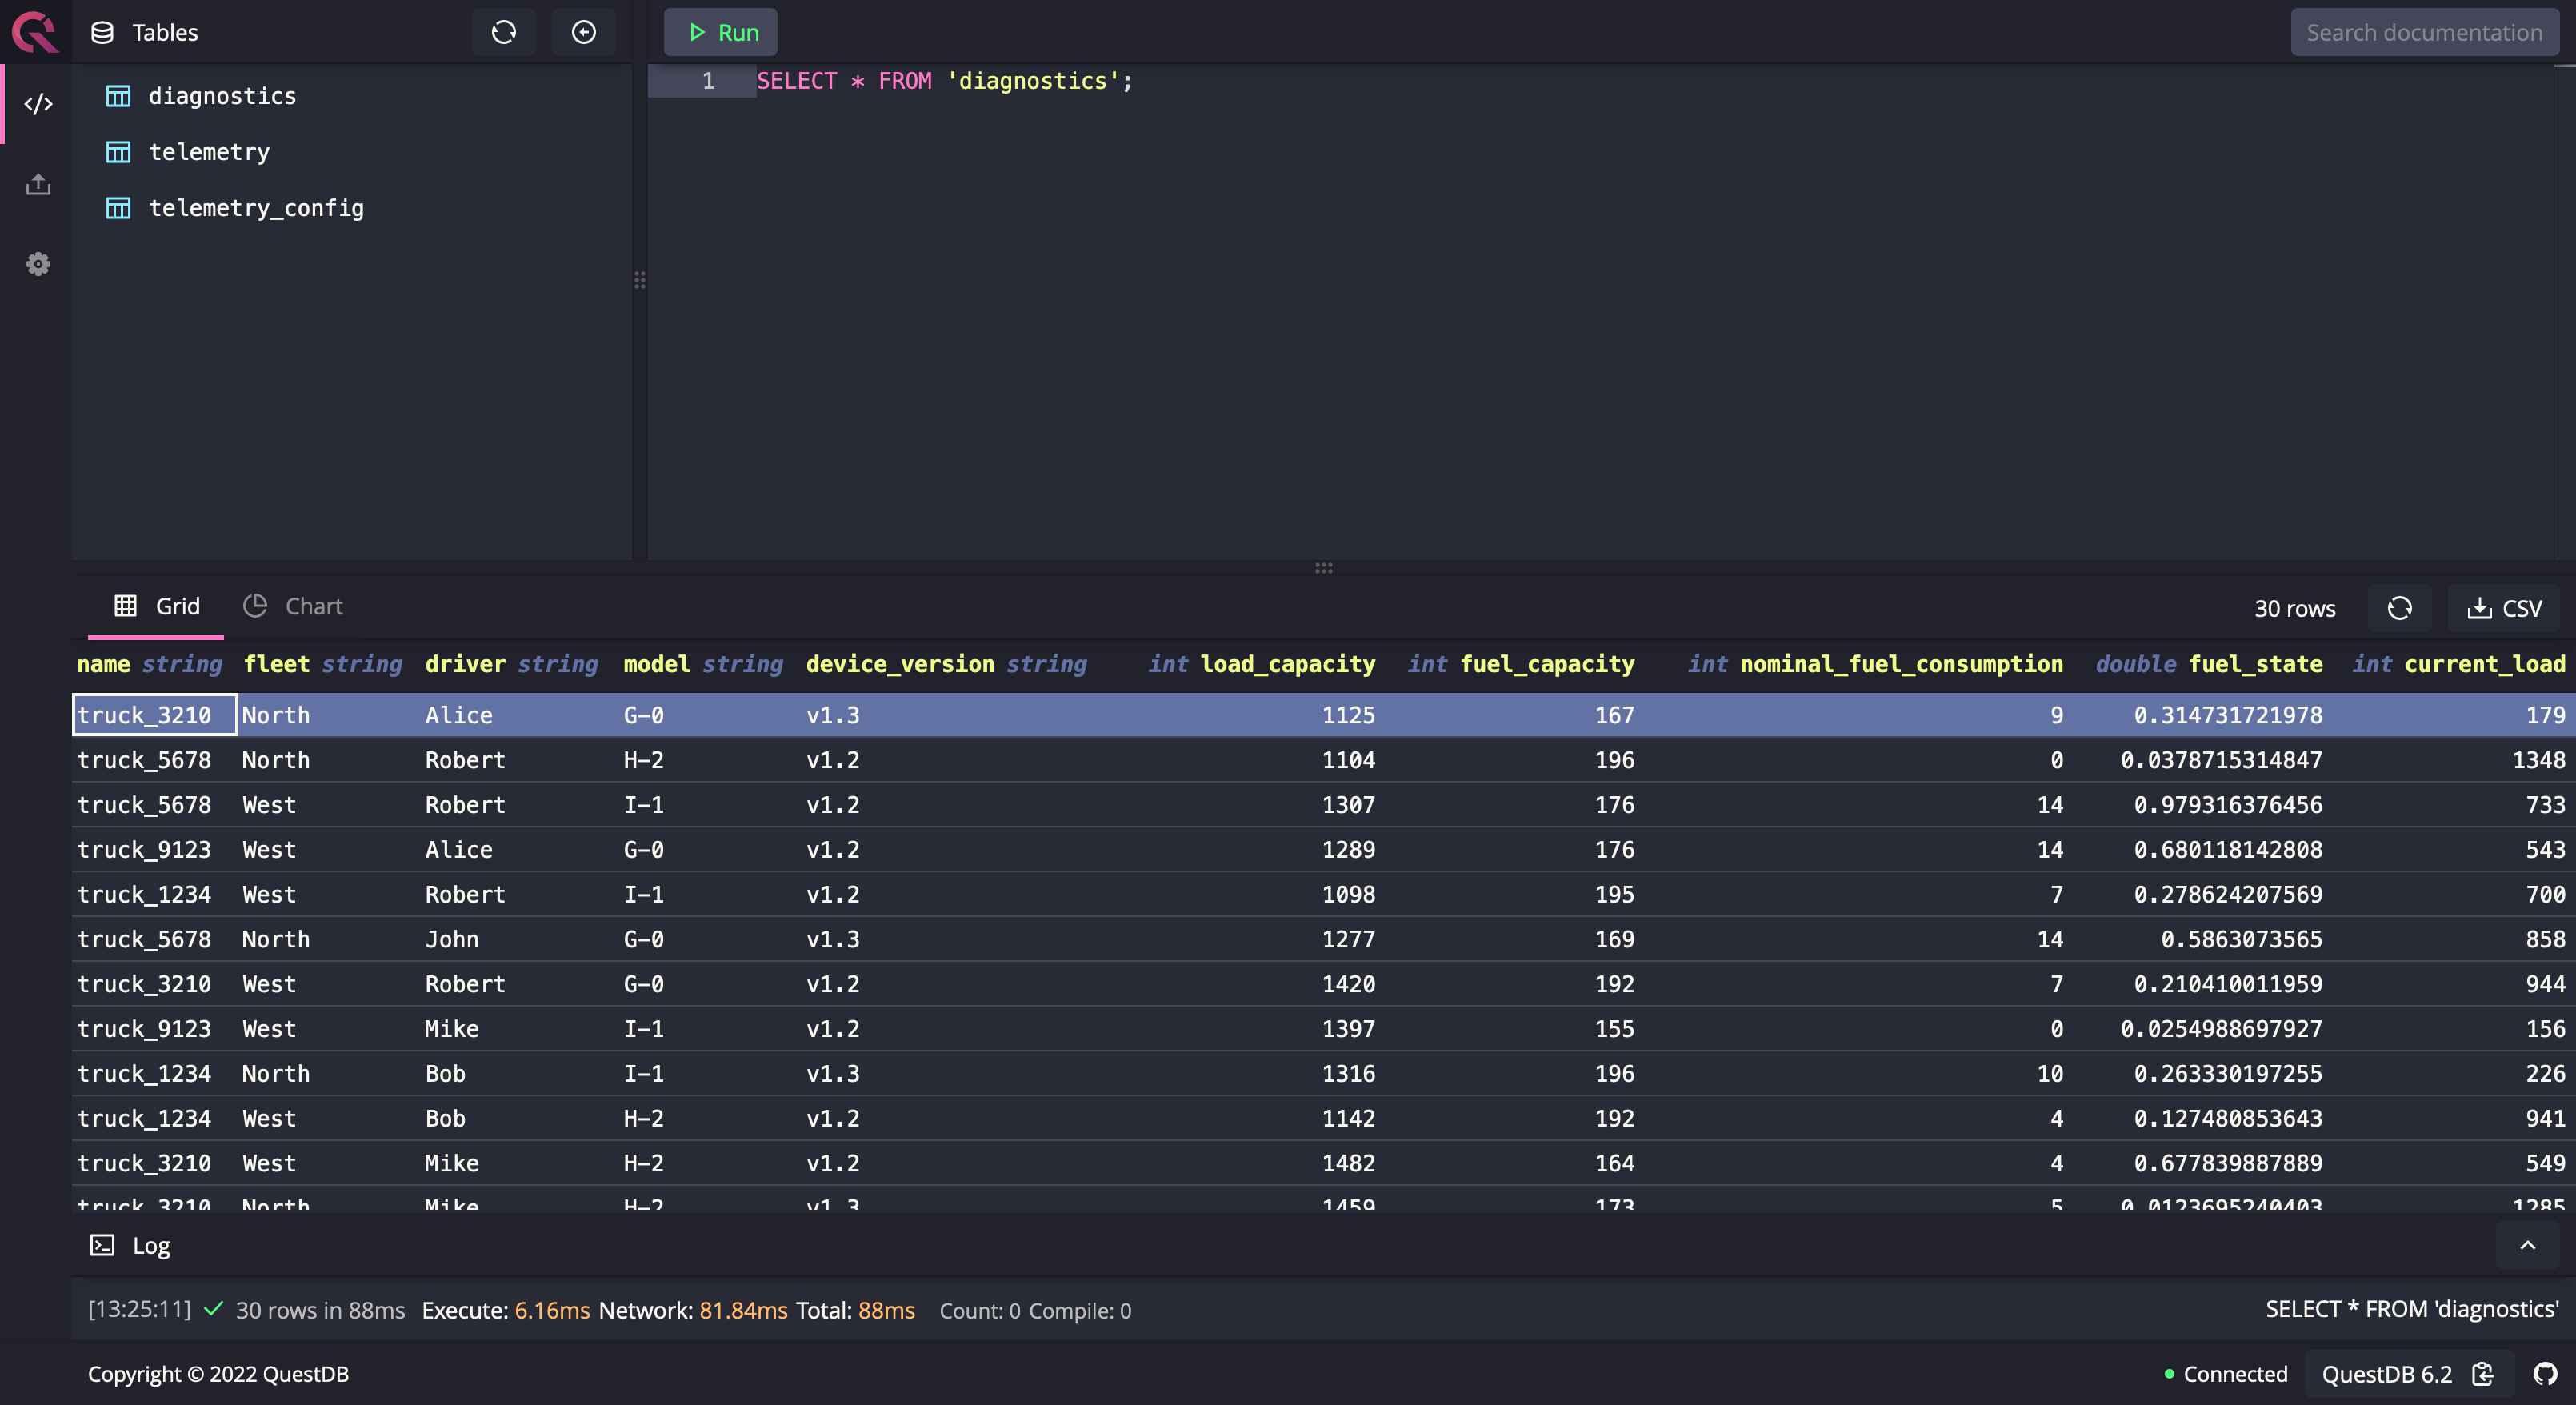 Tables
Run
Search documentation
diagnostics
telemetry
telemetry_config
1 SELECT * FROM 'diagnostics';
Grid Chart 30 rows CSV
name string fleet string driver string model string device_version string int load_capacity int fuel_capacity int nominal_fuel_consumption double fuel_state int current_load
truck_3210 North Alice G-0 v1.3 1125 167 9 0.314731721978 179
truck_5678 North Robert H-2 v1.2 1104 196 0 0.0378715314847 1348
truck_5678 West Robert I-1 v1.2 1307 176 14 0.979316376456 733
truck_9123 West Alice G-0 v1.2 1289 176 14 0.680118142808 543
truck_1234 West Robert I-1 v1.2 1098 195 7 0.278624207569 700
truck_5678 North John G-0 v1.3 1277 169 14 0.5863073565 858
truck_3210 West Robert G-0 v1.2 1420 192 7 0.210410011959 944
truck_9123 West Mike I-1 v1.2 1397 155 0 0.0254988697927 156
truck_1234 North Bob I-1 v1.3 1316 196 10 0.263330197255 226
truck_1234 West Bob H-2 v1.2 1142 192 4 0.127480853643 941
truck_3210 West Mike H-2 v1.2 1482 164 4 0.677839887889 549
truck_3210 North Mike H-2 v1.3 1459 173 5 0.0123695240403 1285
Log
[13:25:11] 30 rows in 88ms Execute: 6.16ms Network: 81.84ms Total: 88ms Count: 0 Compile: 0 SELECT * FROM 'diagnostics'
Copyright © 2022 QuestDB Connected QuestDB 6.2